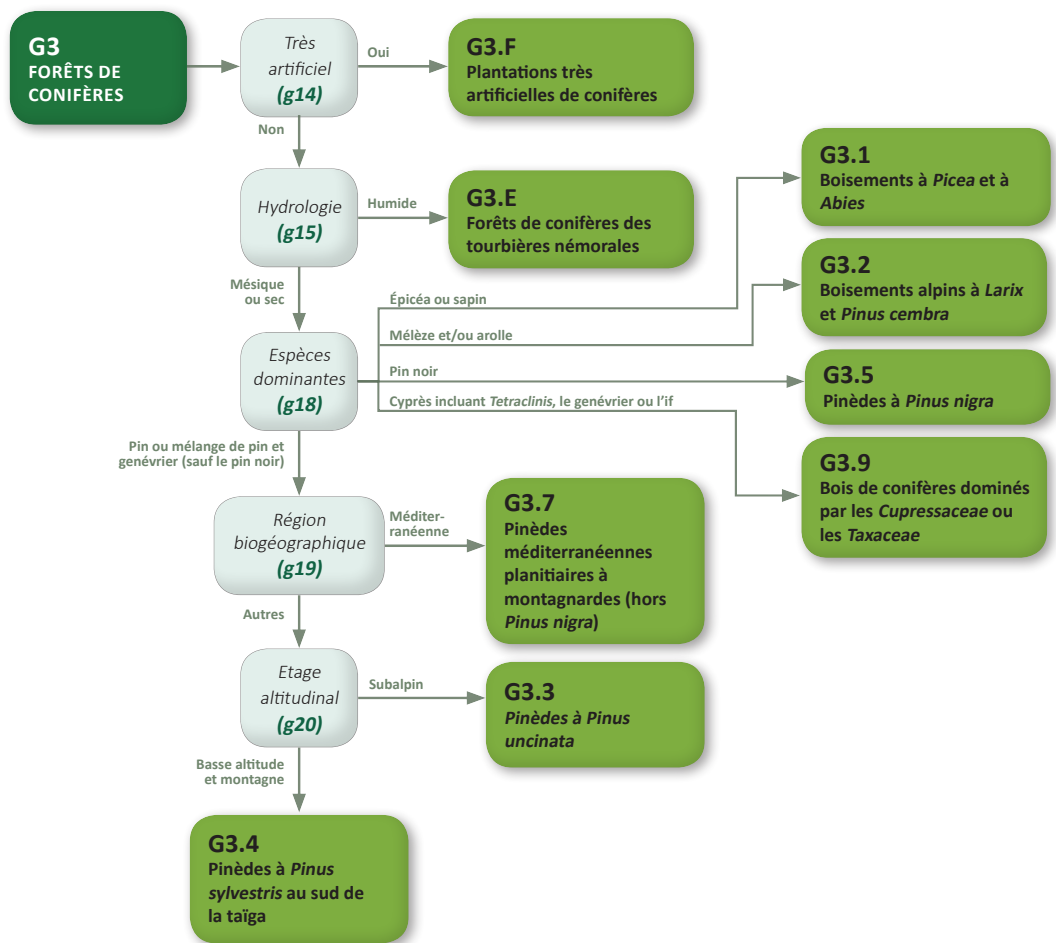 G3
FORÊTS DE
CONIFÈRES
Très
artificiel
(g14)
Oui
G3.F
Plantations très
artificielles de conifères
Non
Hydrologie
(g15)
Humide
G3.E
Forêts de conifères des
tourbières némorales
G3.1
Boisements à Picea et à
Abies
G3.2
Boisements alpins à Larix
et Pinus cembra
Mésique
ou sec
Espèces
dominantes
(g18)
Épicéa ou sapin
Mélèze et/ou arolle
Pin noir
Cyprès incluant Tetraclinis, le genévrier ou l’if
G3.5
Pinèdes à Pinus nigra
G3.9
Bois de conifères dominés
par les Cupressaceae ou
les Taxaceae
Pin ou mélange de pin et
genévrier (sauf le pin noir)
Région
biogéographique
(g19)
Méditer-
ranéenne
G3.7
Pinèdes
méditerranéennes
planitiaires à
montagnardes (hors
Pinus nigra)
Autres
Etage
altitudinal
(g20)
Subalpin
G3.3
Pinèdes à Pinus
uncinata
Basse altitude
et montagne
G3.4
Pinèdes à Pinus
sylvestris au sud de
la taïga